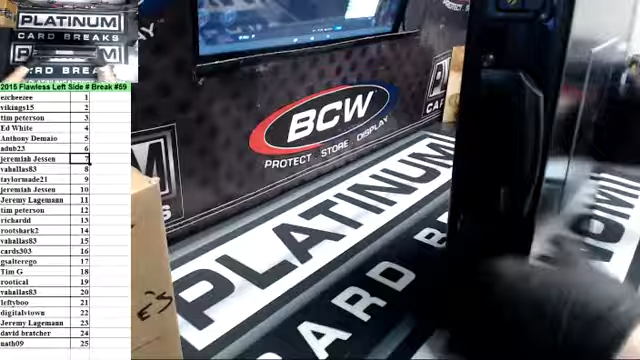 PLATINUM
CARD BREAKS
PLATINUM
CARD BREA
2015 Flawless Left Side # Break #59
ezcheezee 1
vikings15 2
tim peterson 3
Ed White 4
Anthony Demaio 5
adub23 6
jeremiah Jessen 7
vahallas83 8
taylormade21 9
jeremiah Jessen 10
Jeremy Lagemann 11
tim peterson 12
richardd 13
rootshark2 14
vahallas83 15
cards303 16
gsalterego 17
Tim G 18
rootical 19
vahallas83 20
leftyboo 21
digitalvtown 22
Jeremy Lagemann 23
david bratcher 24
nath09 25
BCW
PROTECT STORE DISPLAY
PLATINUM
CARD B
E'S